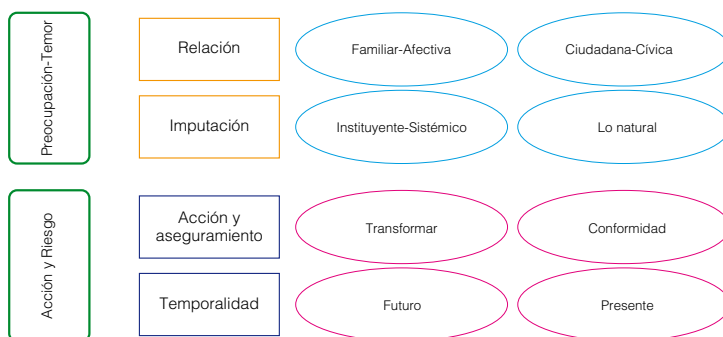 Preocupación-Temor
Relación
Familiar-Afectiva
Ciudadana-Cívica
Imputación
Instituyente-Sistémico
Lo natural
Acción y Riesgo
Acción y
aseguramiento
Transformar
Conformidad
Temporalidad
Futuro
Presente